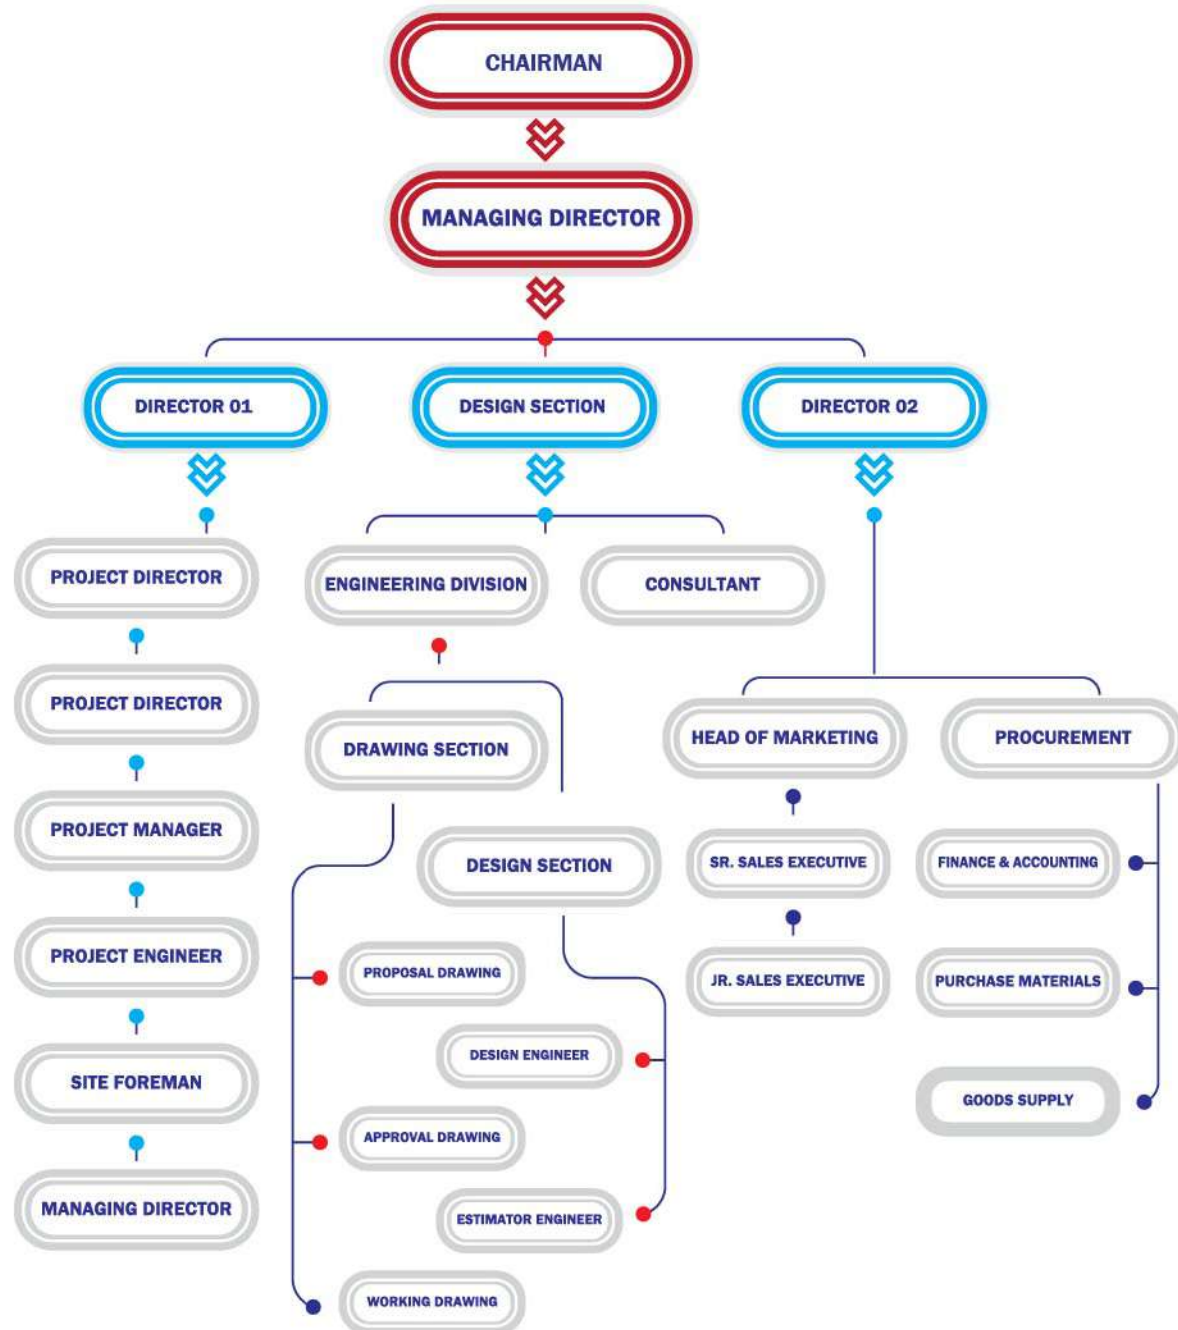 CHAIRMAN
MANAGING DIRECTOR
DIRECTOR 01
DESIGN SECTION
DIRECTOR 02
PROJECT DIRECTOR
ENGINEERING DIVISION
CONSULTANT
PROJECT DIRECTOR
DRAWING SECTION
HEAD OF MARKETING
PROCUREMENT
PROJECT MANAGER
DESIGN SECTION
SR. SALES EXECUTIVE
FINANCE & ACCOUNTING
PROJECT ENGINEER
PROPOSAL DRAWING
JR. SALES EXECUTIVE
PURCHASE MATERIALS
SITE FOREMAN
DESIGN ENGINEER
GOODS SUPPLY
APPROVAL DRAWING
MANAGING DIRECTOR
ESTIMATOR ENGINEER
WORKING DRAWING